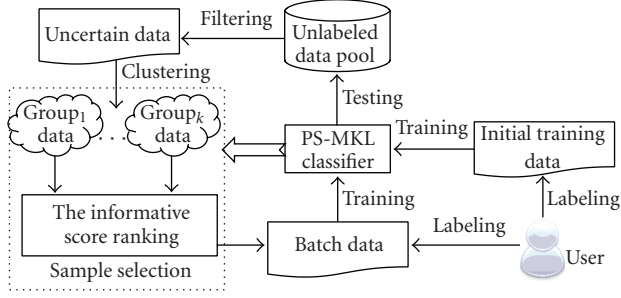 Uncertain data
Filtering
Unlabeled
data pool
Clustering
Testing
Group1
data
...
Groupk
data
PS-MKL
classifier
Training
Initial training
data
Training
Labeling
The informative
score ranking
Batch data
Labeling
User
Sample selection